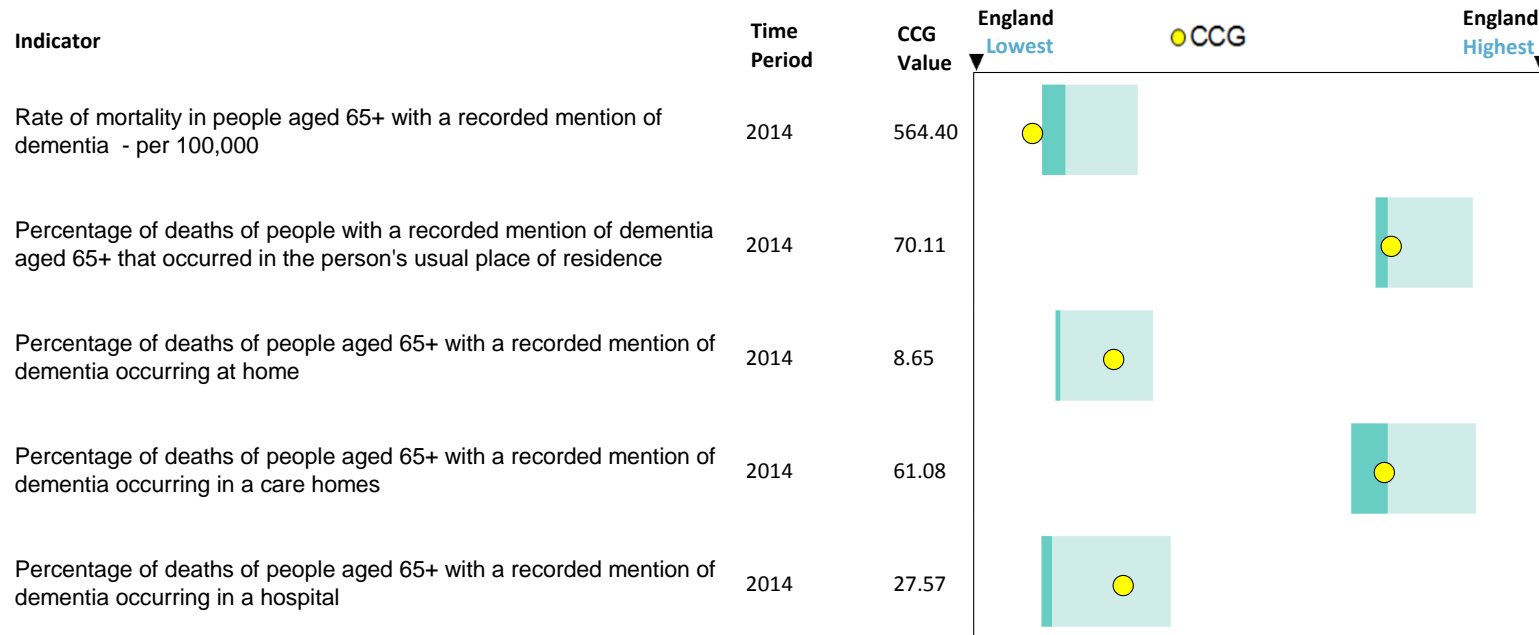 Indicator
Time Period
CCG Value
England Lowest
CCG
England Highest
Rate of mortality in people aged 65+ with a recorded mention of
dementia - per 100,000
2014
564.40
Percentage of deaths of people with a recorded mention of dementia
aged 65+ that occurred in the person's usual place of residence
2014
70.11
Percentage of deaths of people aged 65+ with a recorded mention of
dementia occurring at home
2014
8.65
Percentage of deaths of people aged 65+ with a recorded mention of
dementia occurring in a care homes
2014
61.08
Percentage of deaths of people aged 65+ with a recorded mention of
dementia occurring in a hospital
2014
27.57